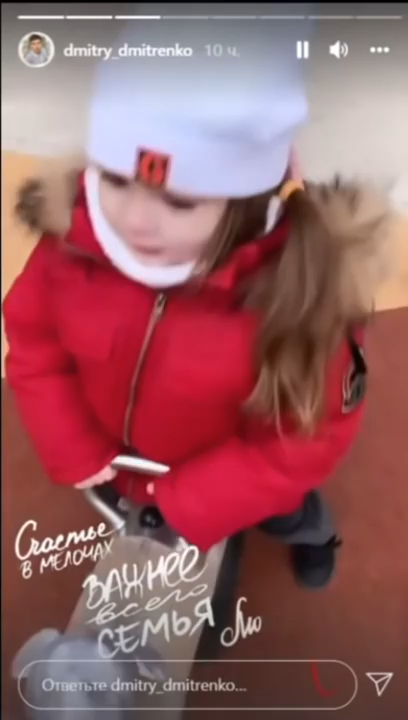 dmitry_dmitrenko 10 ч.
Счастье
в мелочах
ВАЖНЕЕ
всего
СЕМЬЯ
Ответьте dmitry_dmitrenko...